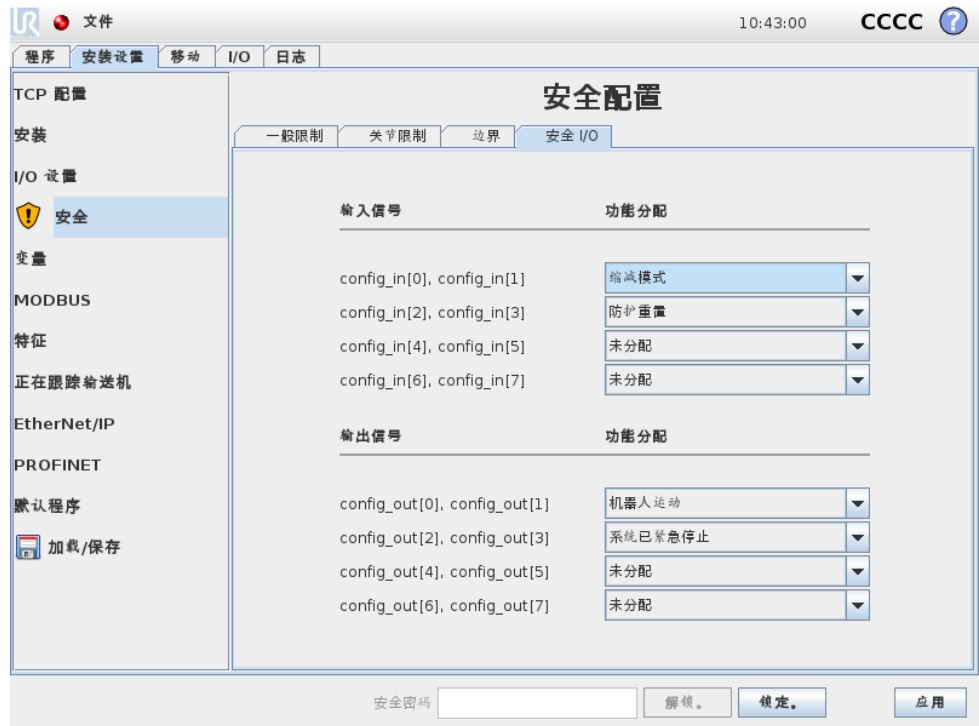 UR 文件 10:43:00 CCCC ?
程序 安装设置 移动 I/O 日志
TCP 配置
安装
I/O 设置
安全
变量
MODBUS
特征
正在跟踪输送机
EtherNet/IP
PROFINET
默认程序
加载/保存
安全配置
一般限制 关节限制 边界 安全 I/O
输入信号 功能分配
config_in[0], config_in[1] 缩减模式
config_in[2], config_in[3] 防护重置
config_in[4], config_in[5] 未分配
config_in[6], config_in[7] 未分配
输出信号 功能分配
config_out[0], config_out[1] 机器人运动
config_out[2], config_out[3] 系统已紧急停止
config_out[4], config_out[5] 未分配
config_out[6], config_out[7] 未分配
安全密码 解锁。 锁定。 应用